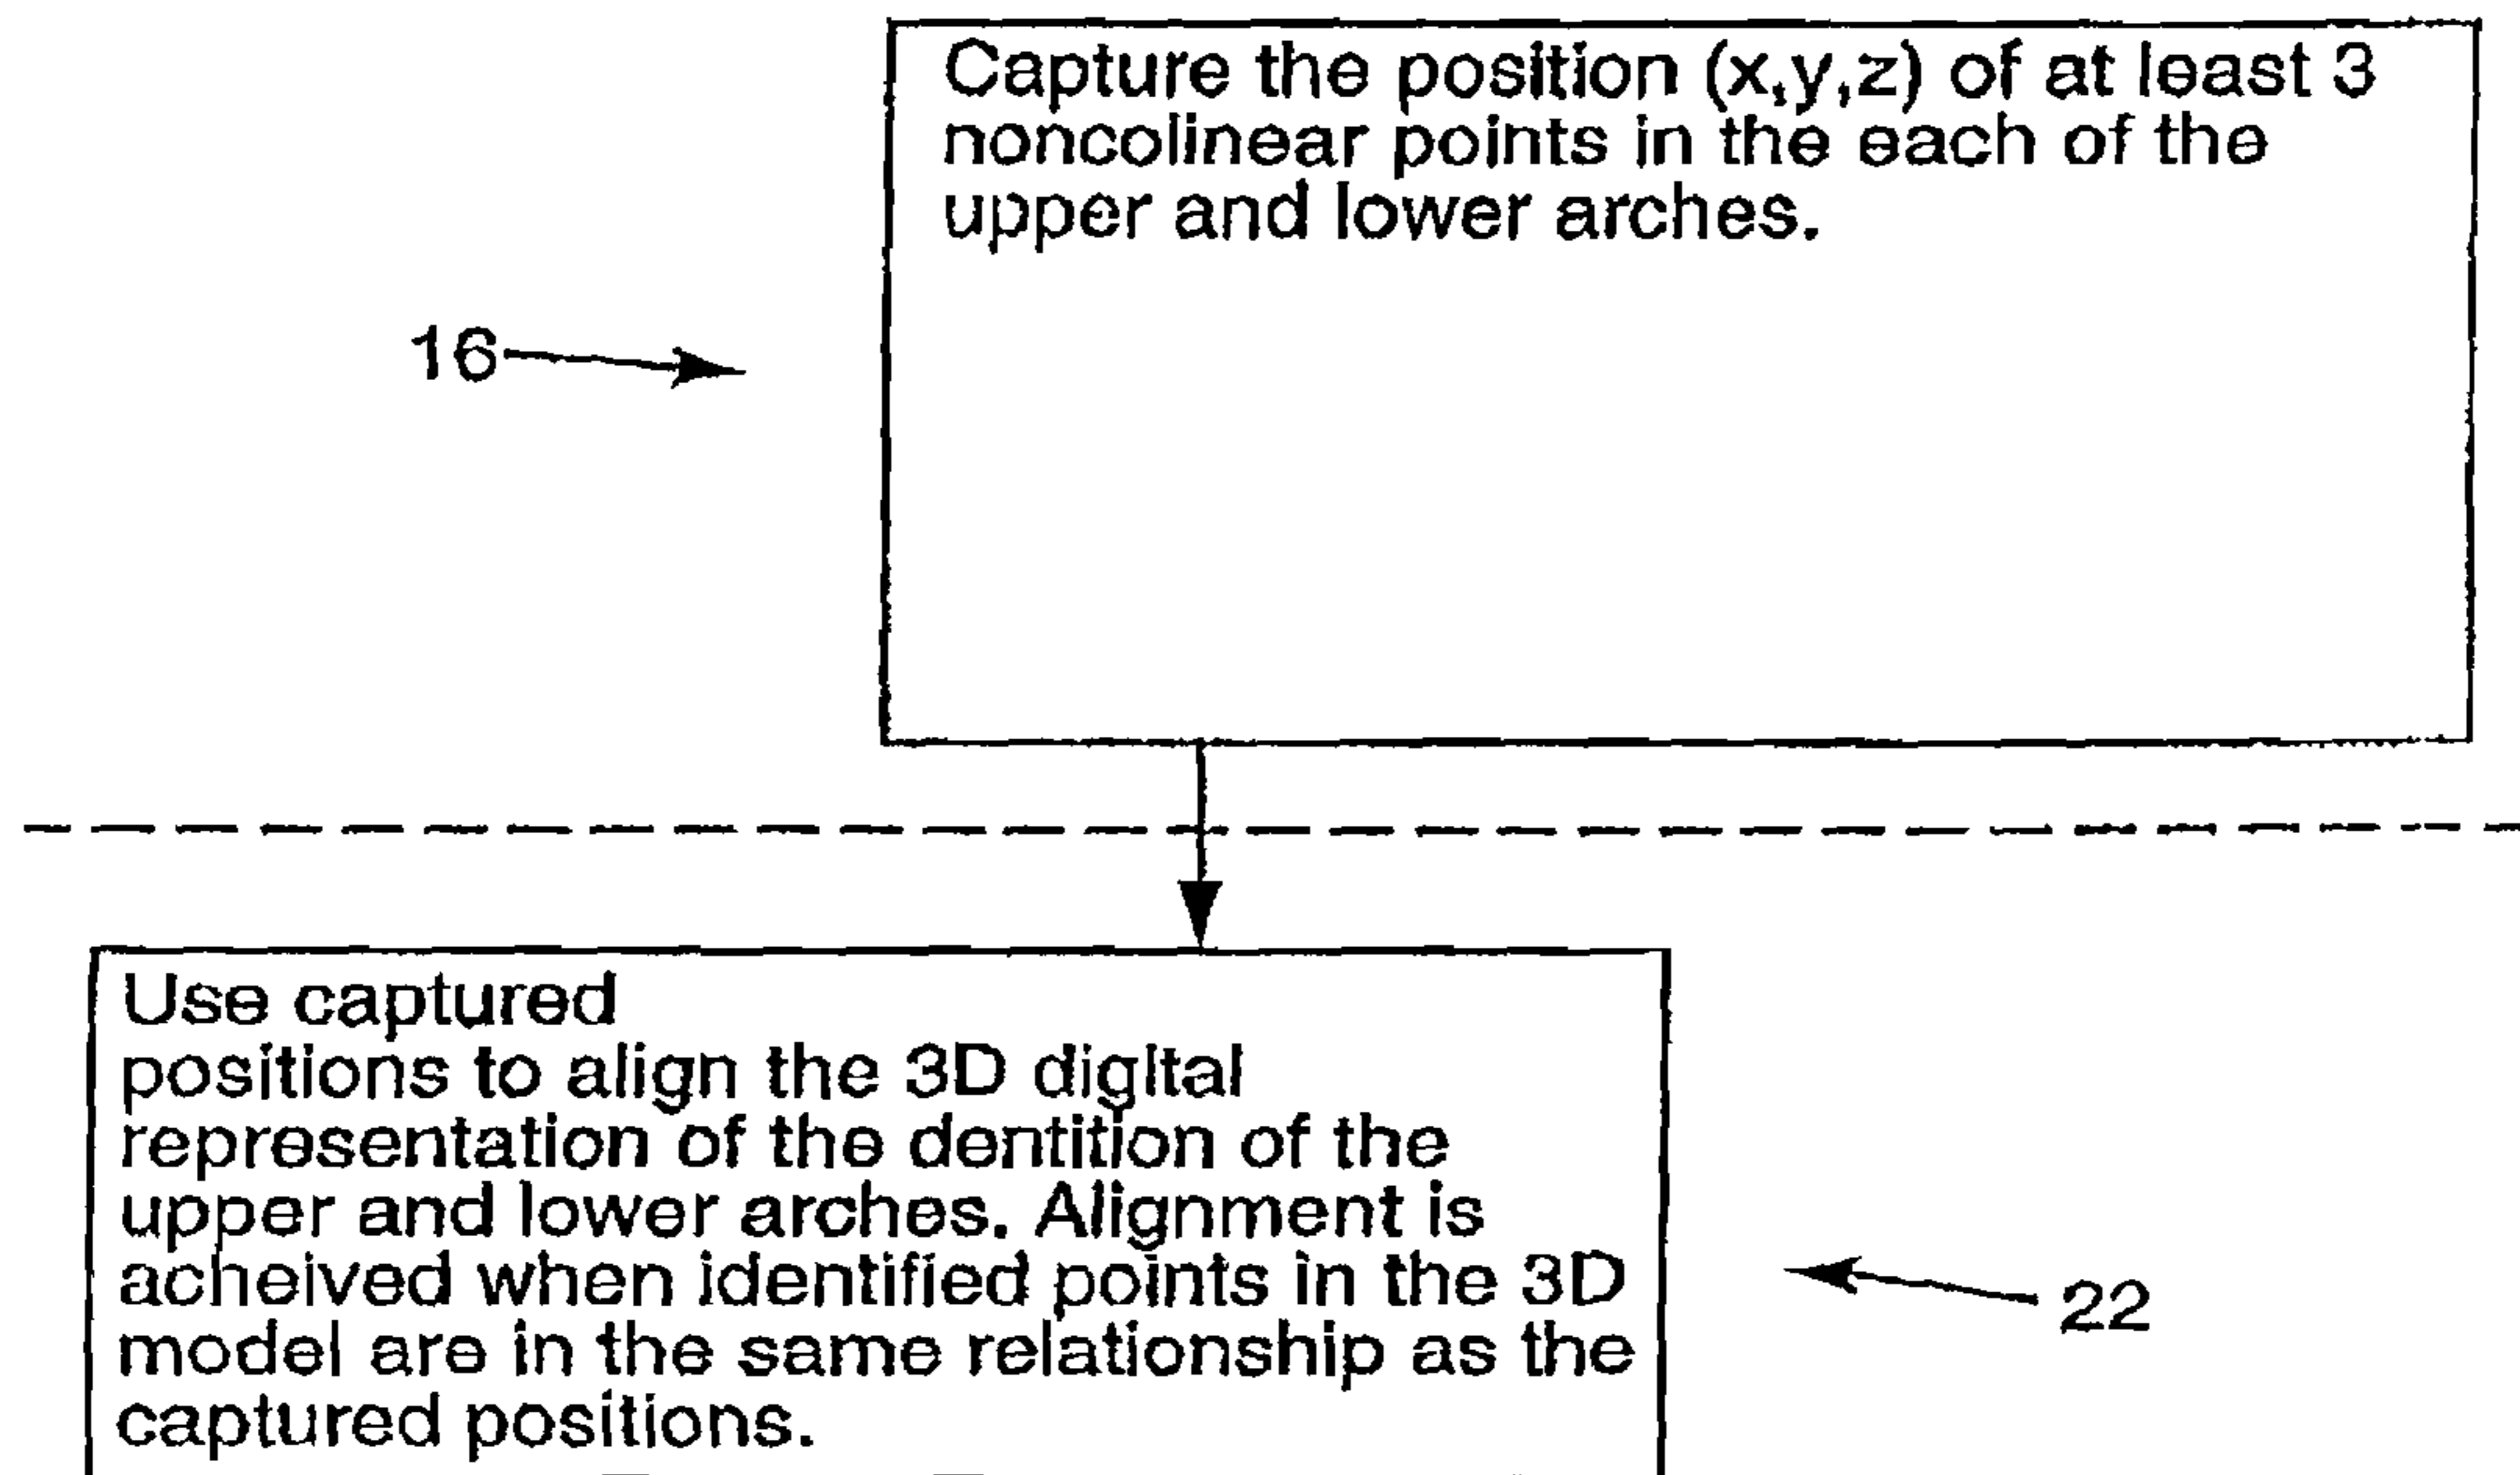 Capture the position (x,y,z) of at least 3
noncolinear points in the each of the
upper and lower arches.
16
Use captured
positions to align the 3D digital
representation of the dentition of the
upper and lower arches. Alignment is
acheived when identified points in the 3D
model are in the same relationship as the
captured positions.
22